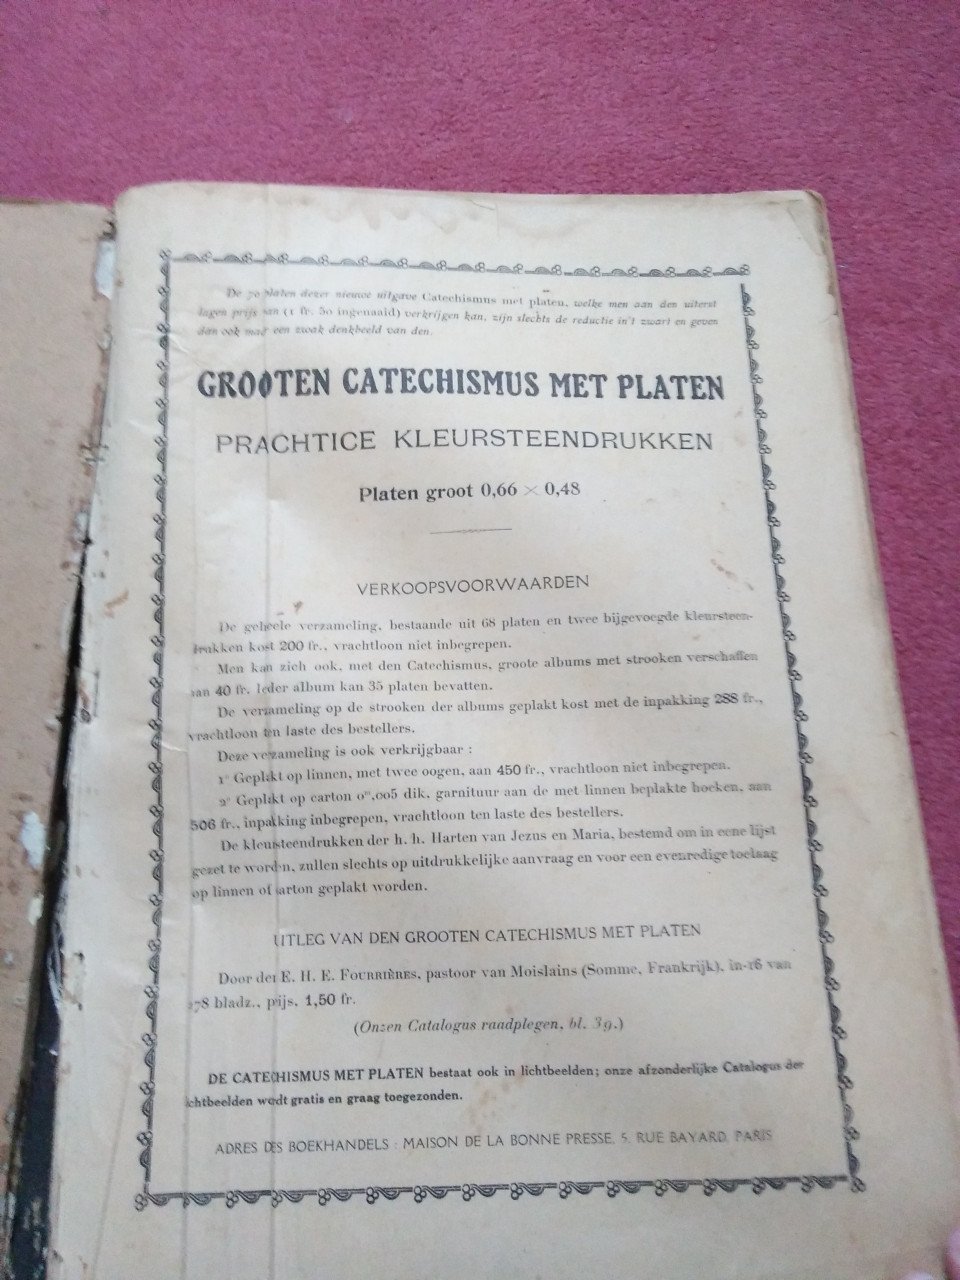 De 70 platen dezer nieuwe uitgave Catechismus met platen, welke men aan den uiterst
lagen prijs van (1 fr. 50 ingenaaid) verkrijgen kan, zijn slechts de reductie in't zwart en geven
dan ook maar een zwak denkbeeld van den.
GROOTEN CATECHISMUS MET PLATEN
PRACHTICE KLEURSTEENDRUKKEN
Platen groot 0,66 × 0,48
VERKOOPSVOORWAARDEN
De geheele verzameling, bestaande uit 68 platen en twee bijgevoegde kleursteen-
drukken kost 200 fr., vrachtloon niet inbegrepen.
Men kan zich ook, met den Catechismus, groote albums met strooken verschaffen
aan 40 fr. Ieder album kan 35 platen bevatten.
De verzameling op de strooken der albums geplakt kost met de inpakking 288 fr.,
vrachtloon ten laste des bestellers.
Deze verzameling is ook verkrijgbaar :
1° Geplakt op linnen, met twee oogen, aan 450 fr., vrachtloon niet inbegrepen.
2° Geplakt op carton 0m,005 dik, garnituur aan de met linnen beplakte hoeken, aan
506 fr., inpakking inbegrepen, vrachtloon ten laste des bestellers.
De kleursteendrukken der h. h. Harten van Jezus en Maria, bestemd om in eene lijst
gezet te worden, zullen slechts op uitdrukkelijke aanvraag en voor een evenredige toelaag
op linnen of carton geplakt worden.
UITLEG VAN DEN GROOTEN CATECHISMUS MET PLATEN
Door den E. H. E. FOURRIÈRES, pastoor van Moislains (Somme, Frankrijk), in-16 van
278 bladz., prijs, 1,50 fr.
(Onzen Catalogus raadplegen, bl. 39.)
DE CATECHISMUS MET PLATEN bestaat ook in lichtbeelden; onze afzonderlijke Catalogus der
lichtbeelden wordt gratis en graag toegezonden.
ADRES DES BOEKHANDELS : MAISON DE LA BONNE PRESSE, 5, RUE BAYARD, PARIS